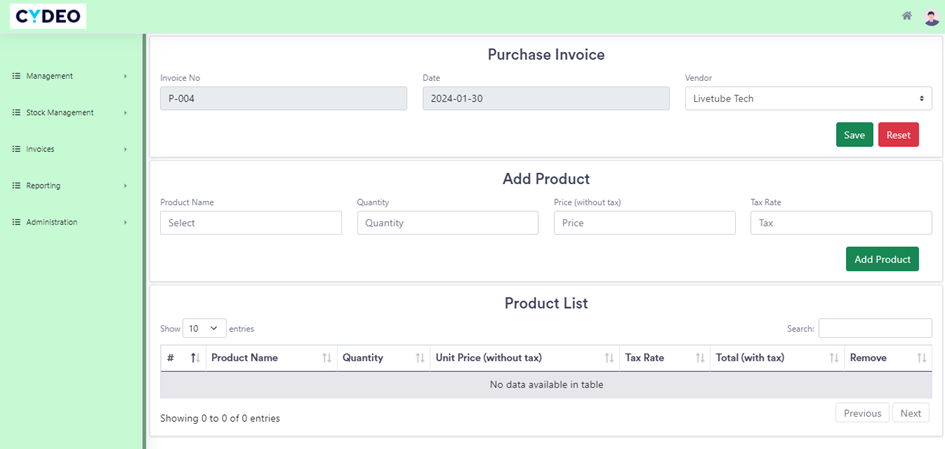 CYDEO
Management
Stock Management
Invoices
Reporting
Administration
Purchase Invoice
Invoice No Date Vendor
P-004 2024-01-30 Livetube Tech
Save Reset
Add Product
Product Name Quantity Price (without tax) Tax Rate
Select Quantity Price Tax
Add Product
Product List
Show 10 entries Search:
# Product Name Quantity Unit Price (without tax) Tax Rate Total (with tax) Remove
No data available in table
Showing 0 to 0 of 0 entries Previous Next